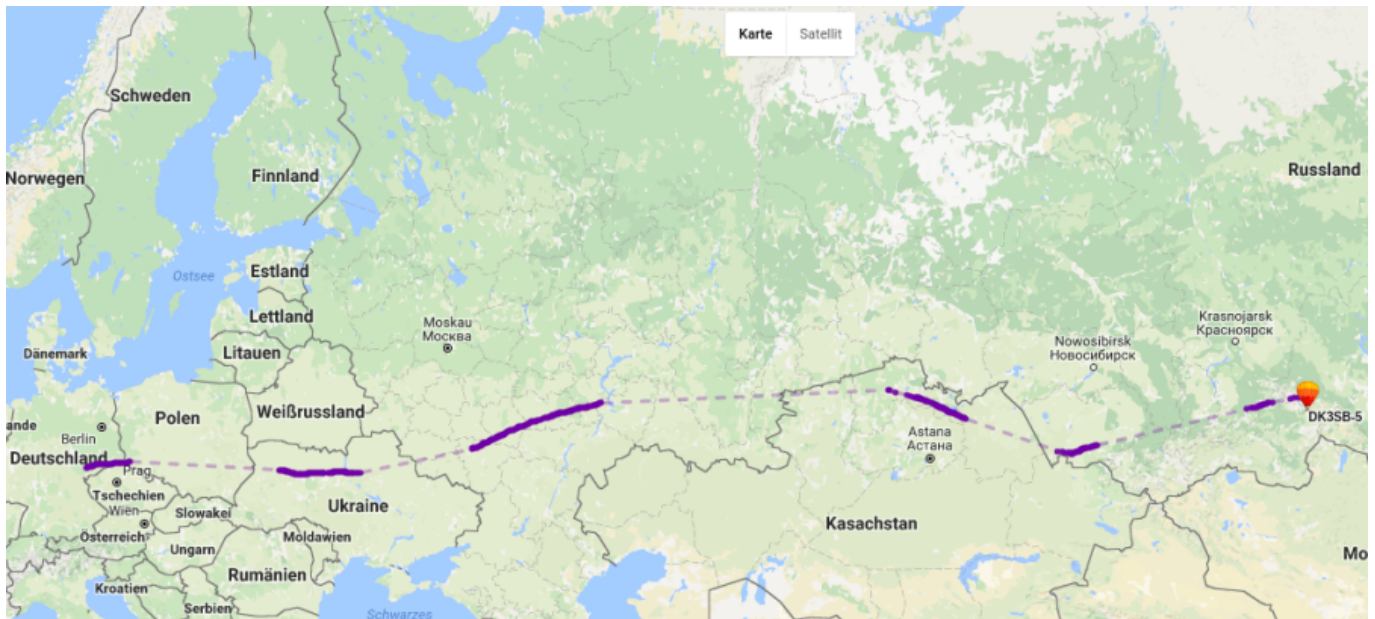 Karte
Satellit
Schweden
Norwegen
Finnland
Russland
Ostsee
Estland
Lettland
Krasnojarsk
Красноярск
Moskau
Москва
Nowosibirsk
Новосибирск
Dänemark
Litauen
Weißrussland
Polen
ande
Berlin
DK3SB-5
Astana
Астана
Deutschland
Prag
Tschechien
Wien
Slowakei
Ukraine
Österreich
Moldawien
Kasachstan
Ungarn
Mo
Rumänien
Kroatien
Serbien
Schwarzes